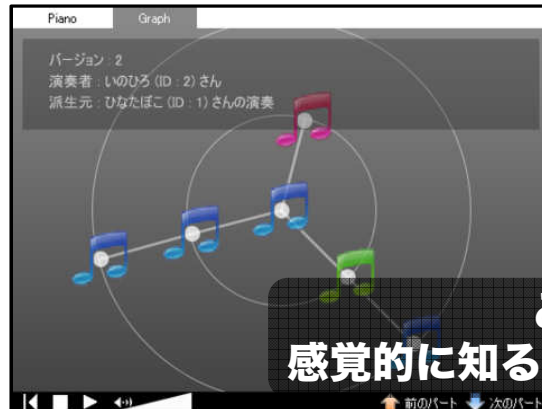 Piano Graph
バージョン : 2
演奏者 : いのひろ (ID : 2) さん
派生元 : ひなたぼこ (ID : 1) さんの演奏
感覚的に知る
前のパート 次のパート